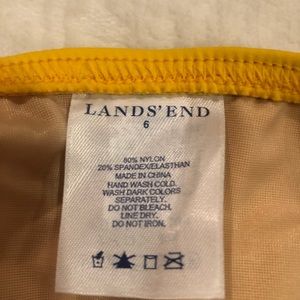 LANDS' END
6
80% NYLON
20% SPANDEX/ELASTHAN
MADE IN CHINA
HAND WASH COLD.
WASH DARK COLORS
SEPARATELY.
DO NOT BLEACH.
LINE DRY.
DO NOT IRON.